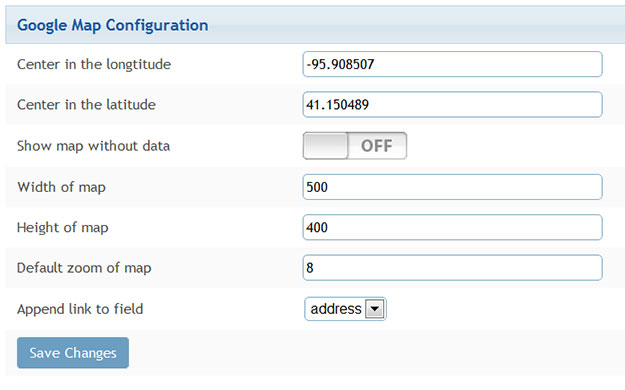 Google Map Configuration
Center in the longtitude -95.908507
Center in the latitude 41.150489
Show map without data OFF
Width of map 500
Height of map 400
Default zoom of map 8
Append link to field address
Save Changes